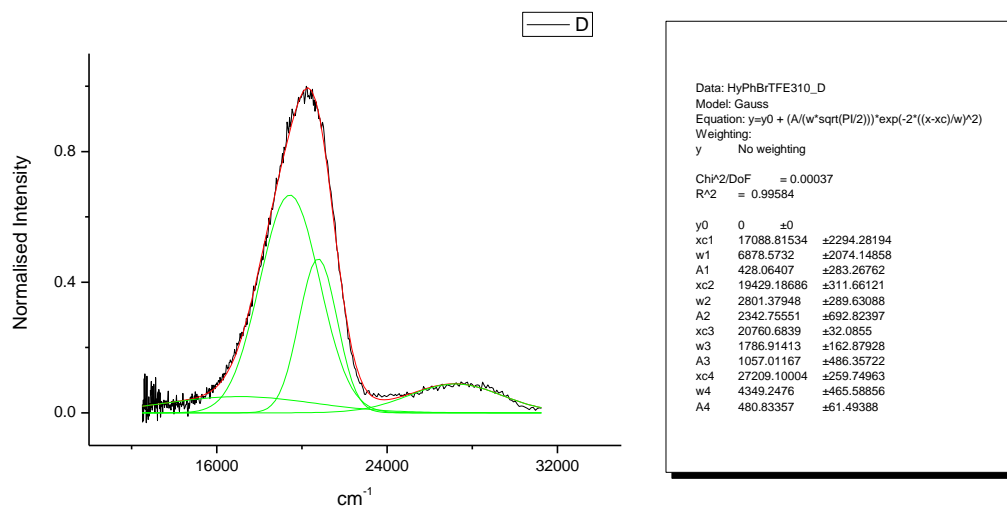 D
Normalised Intensity
0.8
0.4
0.0
16000 24000 32000
cm-1
Data: HyPhBrTFE310_D
Model: Gauss
Equation: y=y0 + (A/(w*sqrt(PI/2)))*exp(-2*((x-xc)/w)^2)
Weighting:
y No weighting
Chi^2/DoF = 0.00037
R^2 = 0.99584
y0 0 ±0
xc1 17088.81534 ±2294.28194
w1 6878.5732 ±2074.14858
A1 428.06407 ±283.26762
xc2 19429.18686 ±311.66121
w2 2801.37948 ±289.63088
A2 2342.75551 ±692.82397
xc3 20760.6839 ±32.0855
w3 1786.91413 ±162.87928
A3 1057.01167 ±486.35722
xc4 27209.10004 ±259.74963
w4 4349.2476 ±465.58856
A4 480.83357 ±61.49388